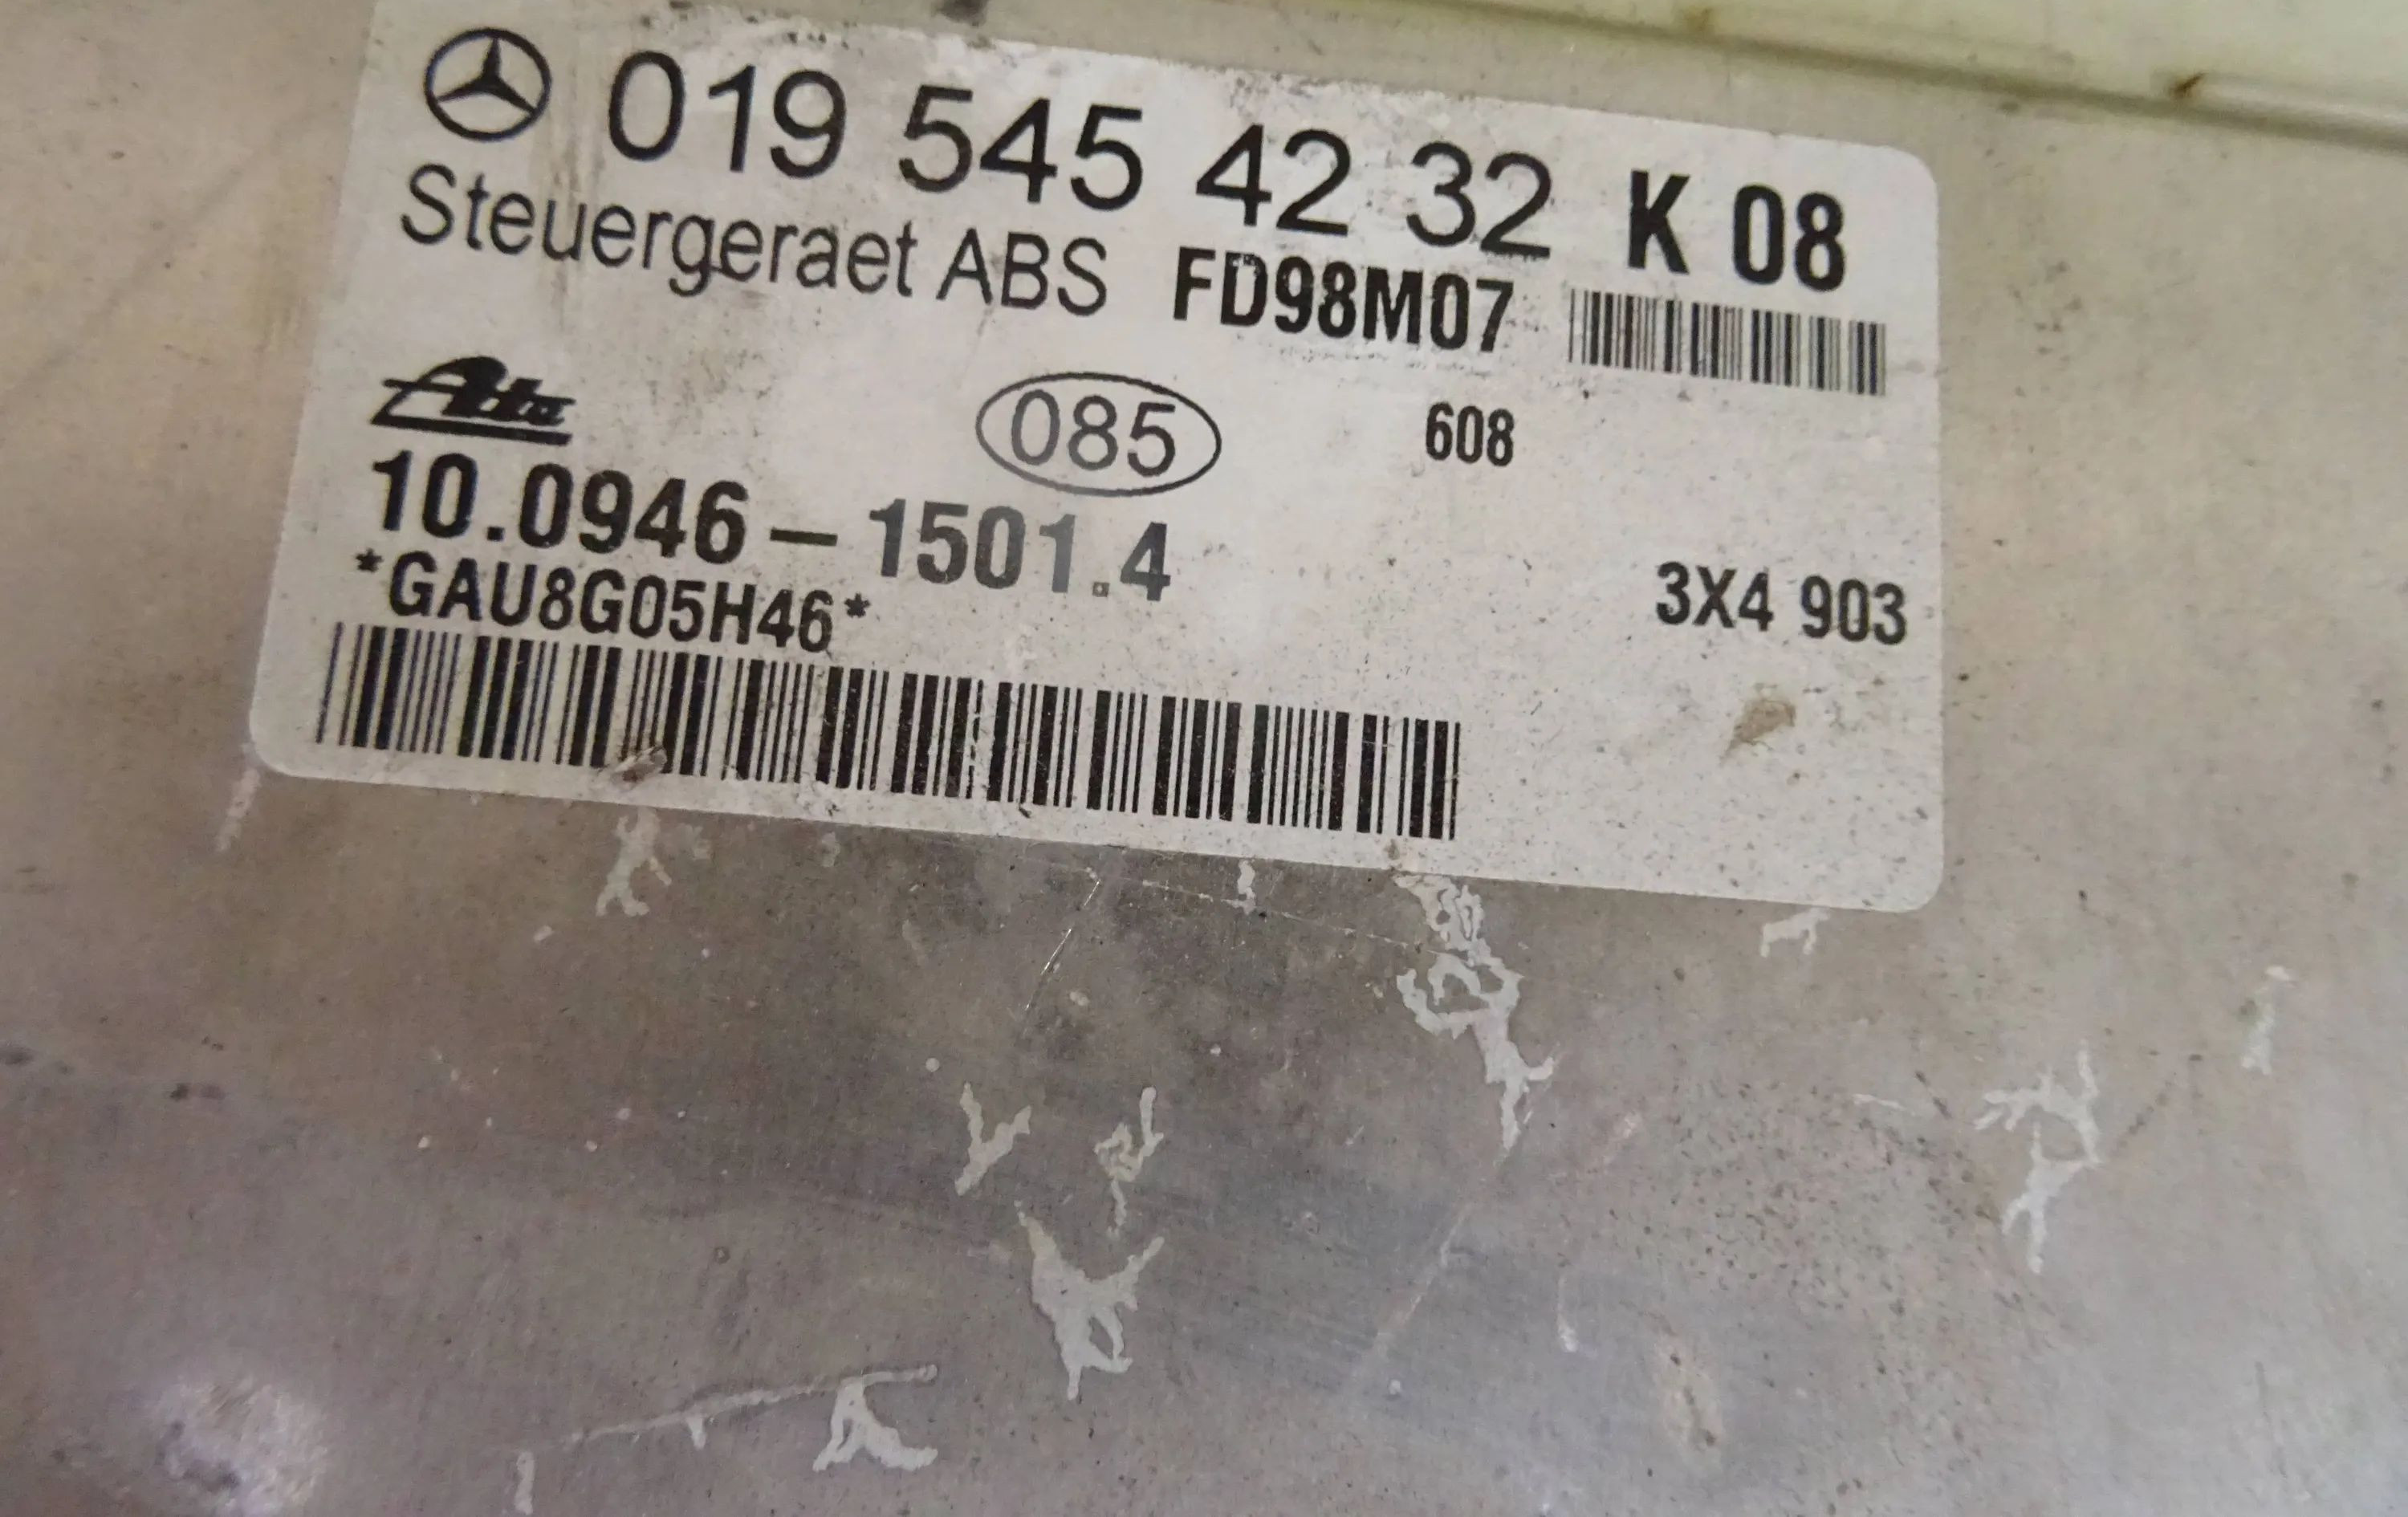 019 545 42 32 K 08
Steuergeraet ABS FD98M07
Ate
085 608
10.0946-1501.4
*GAU8G05H46* 3X4 903